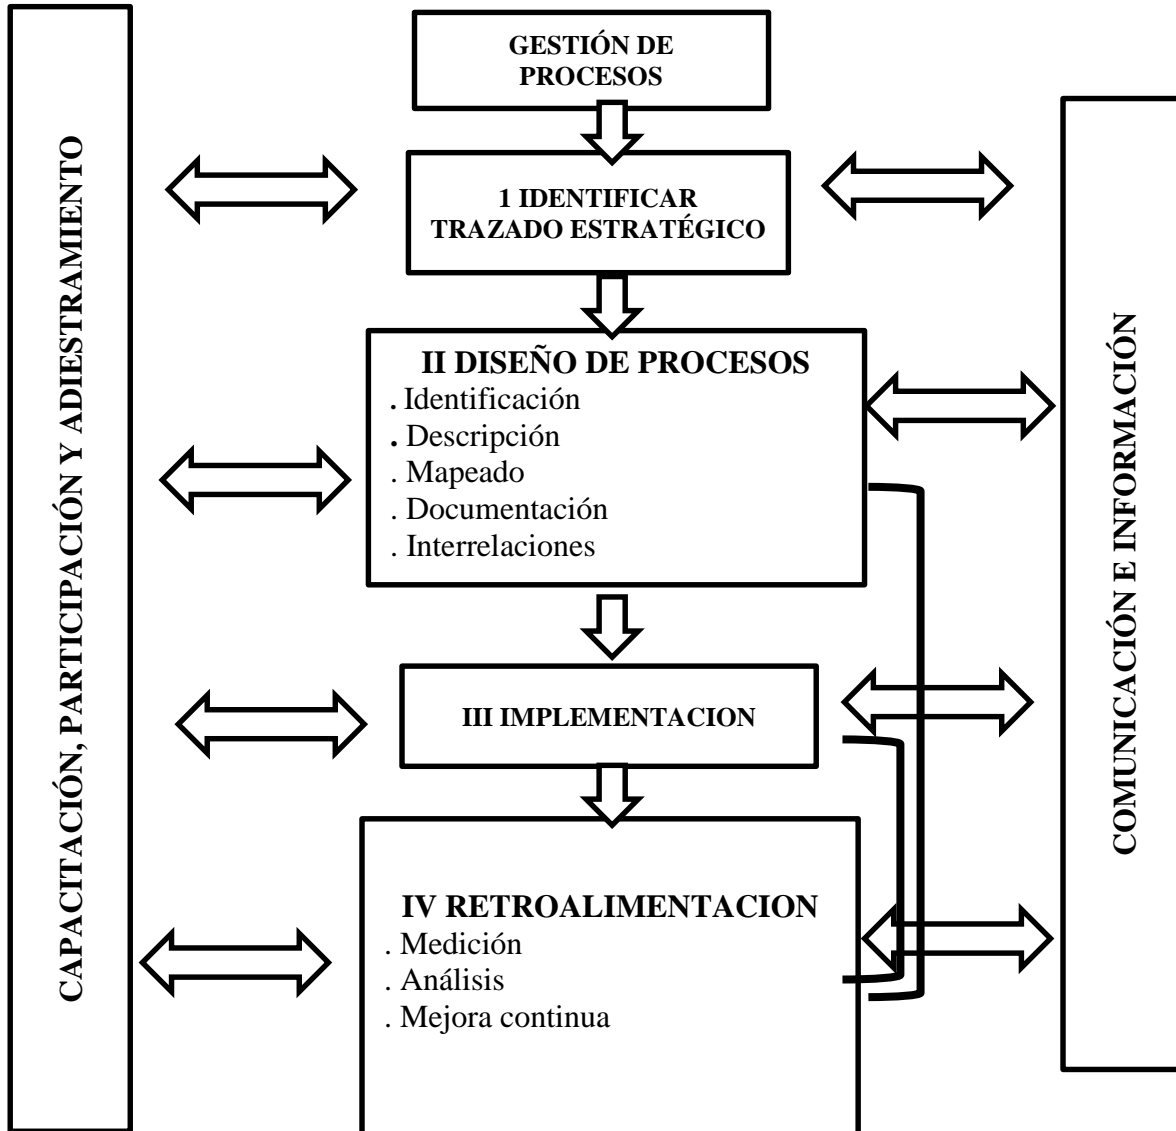 GESTIÓN DE
PROCESOS
1 IDENTIFICAR
TRAZADO ESTRATÉGICO
II DISEÑO DE PROCESOS
. Identificación
. Descripción
. Mapeado
. Documentación
. Interrelaciones
III IMPLEMENTACION
IV RETROALIMENTACION
. Medición
. Análisis
. Mejora continua
CAPACITACIÓN, PARTICIPACIÓN Y ADIESTRAMIENTO
COMUNICACIÓN E INFORMACIÓN